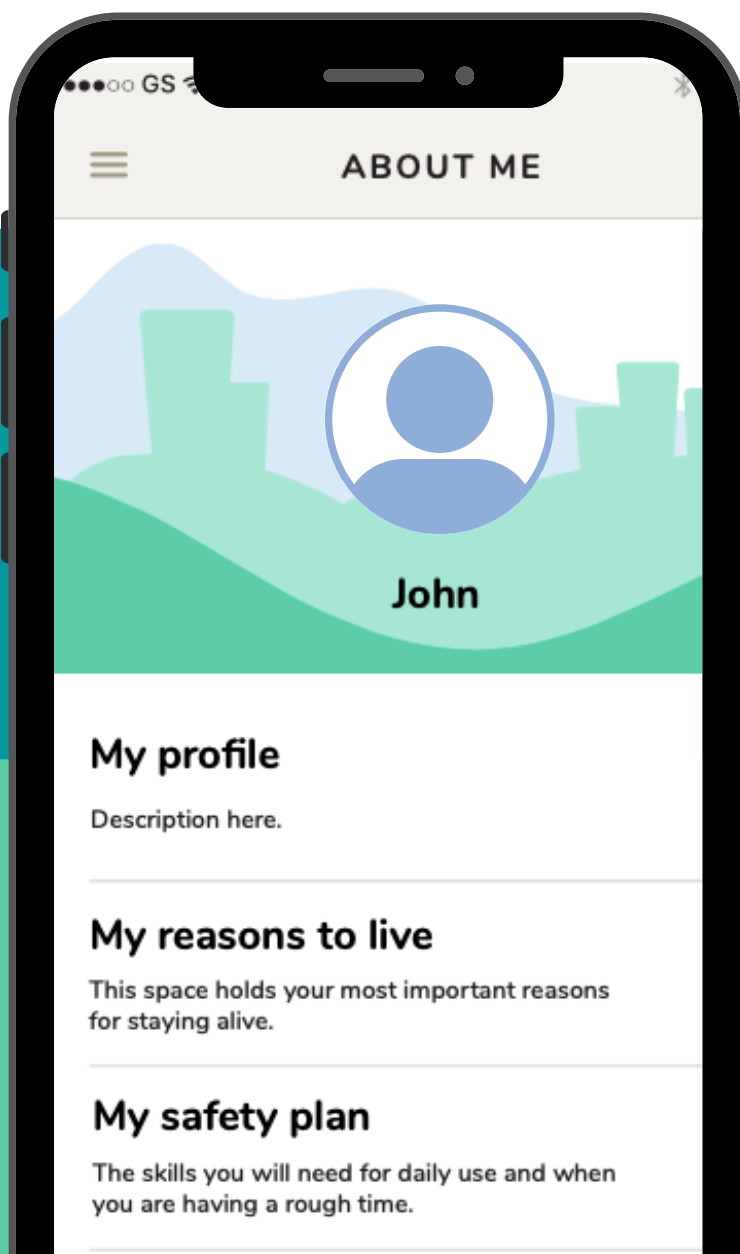 GS
ABOUT ME
John
My profile
Description here.
My reasons to live
This space holds your most important reasons
for staying alive.
My safety plan
The skills you will need for daily use and when
you are having a rough time.